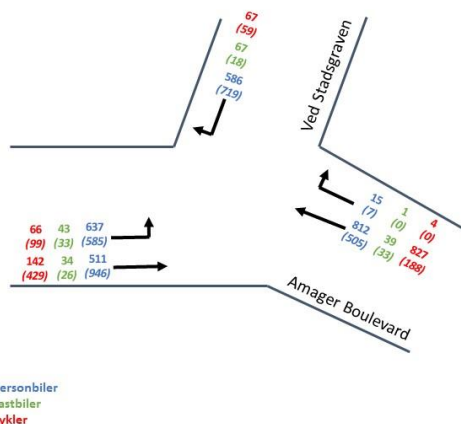 67
(59)
67
(18)
586
(719)
Ved Stadsgraven
15 1 4
(7) (0) (0)
812 39 827
(505) (33) (188)
66 43 637
(99) (33) (585)
142 34 511
(429) (26) (946)
Amager Boulevard
ersonbiler
astbiler
ykler